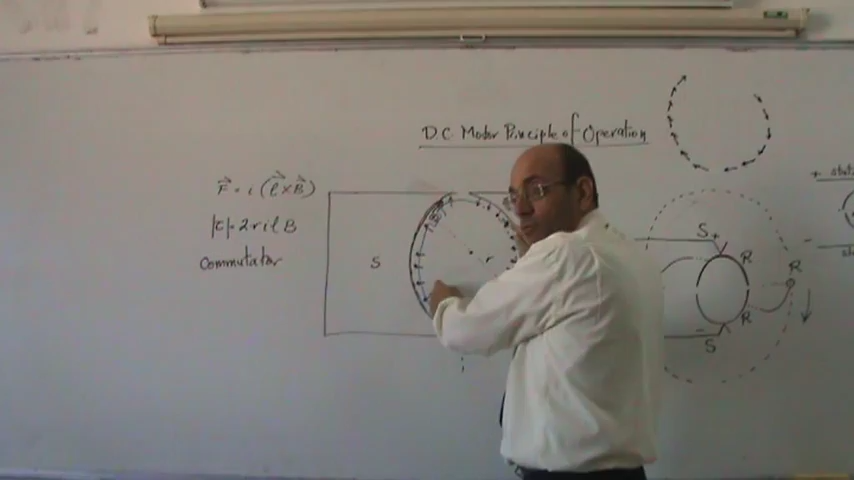 D.C. Motor Principle of Operation
F = i (l × B)
|τ| = 2 r i l B
Commutator
S
r
S +
R
R
R
- S
+
-